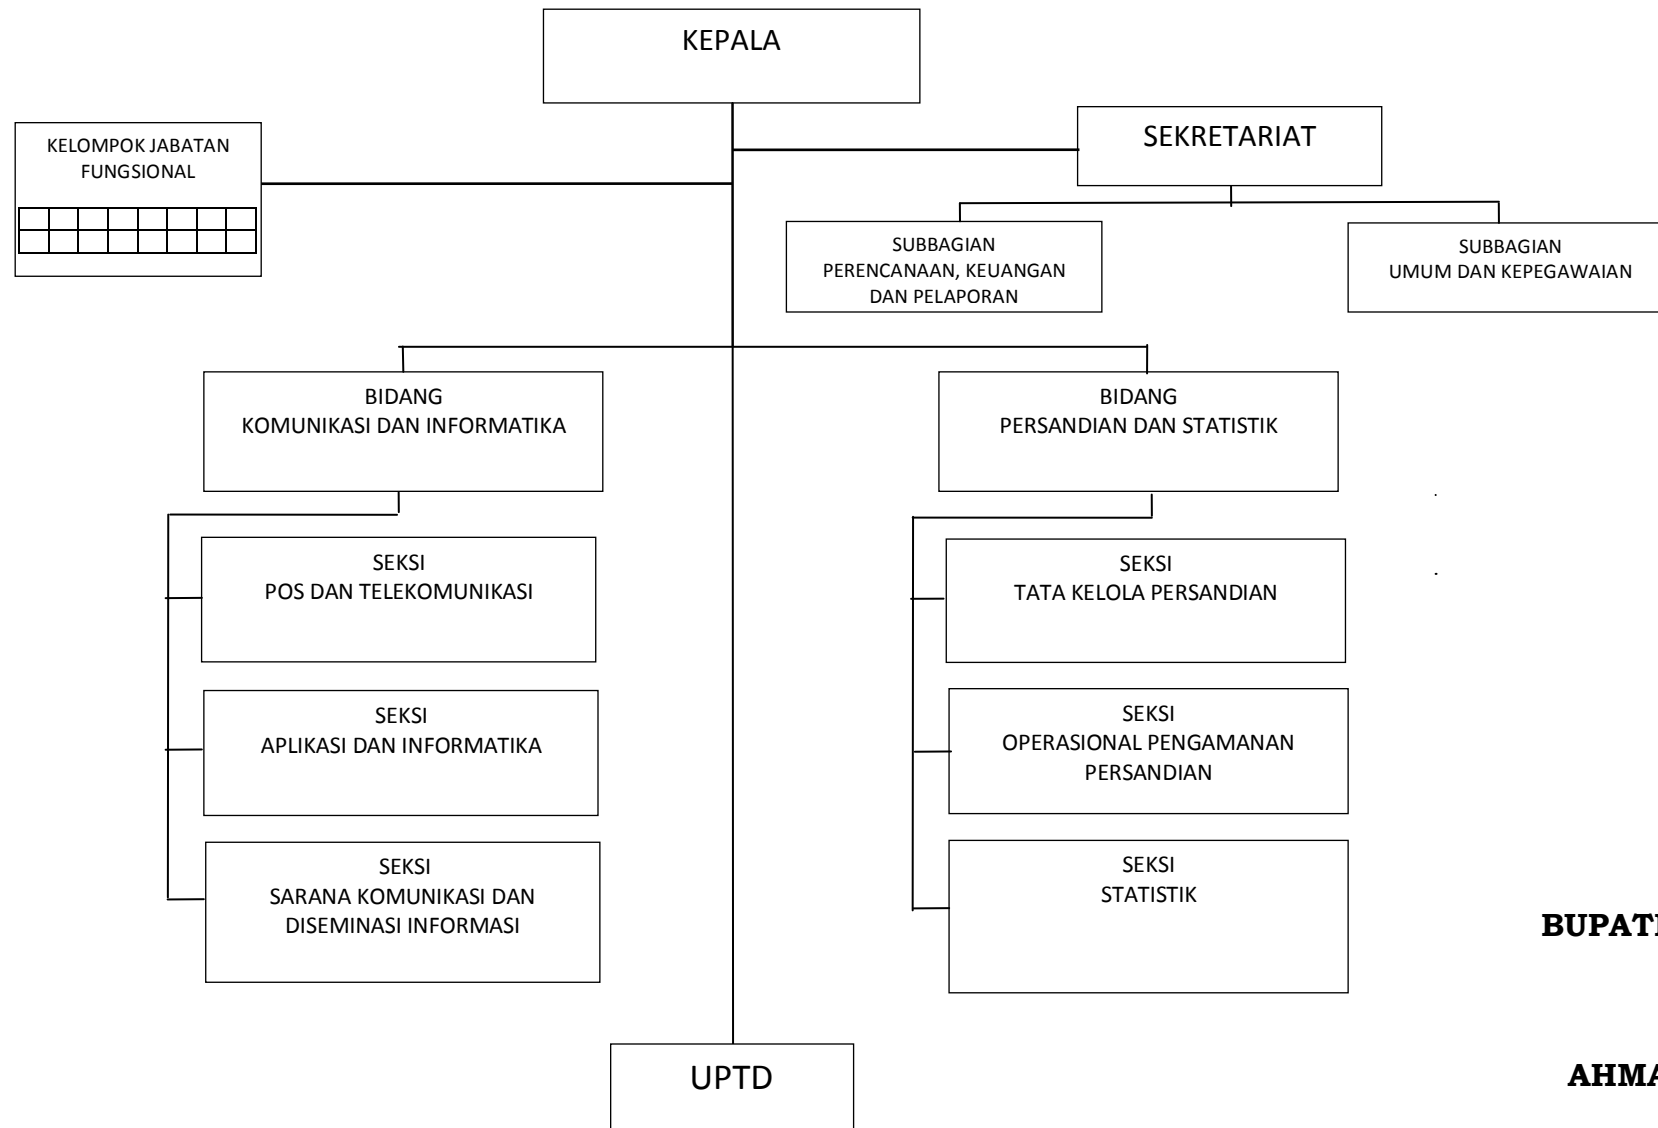 KEPALA
SEKRETARIAT
KELOMPOK JABATAN
FUNGSIONAL
SUBBAGIAN
PERENCANAAN, KEUANGAN
DAN PELAPORAN
SUBBAGIAN
UMUM DAN KEPEGAWAIAN
BIDANG
KOMUNIKASI DAN INFORMATIKA
BIDANG
PERSANDIAN DAN STATISTIK
SEKSI
POS DAN TELEKOMUNIKASI
SEKSI
APLIKASI DAN INFORMATIKA
SEKSI
SARANA KOMUNIKASI DAN
DISEMINASI INFORMASI
SEKSI
TATA KELOLA PERSANDIAN
SEKSI
OPERASIONAL PENGAMANAN
PERSANDIAN
SEKSI
STATISTIK
BUPATI
UPTD
AHMA